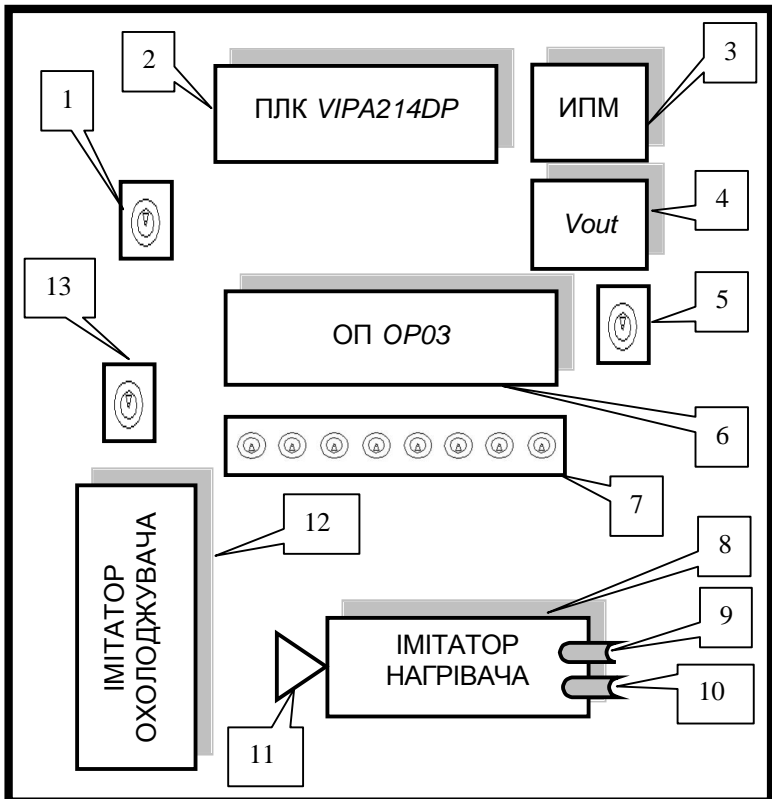 2
ПЛК VIPA214DP
ИПМ
3
1
Vout
4
13
ОП OP03
5
6
7
12
ІМІТАТОР
ОХОЛОДЖУВАЧА
8
ІМІТАТОР
НАГРІВАЧА
9
10
11